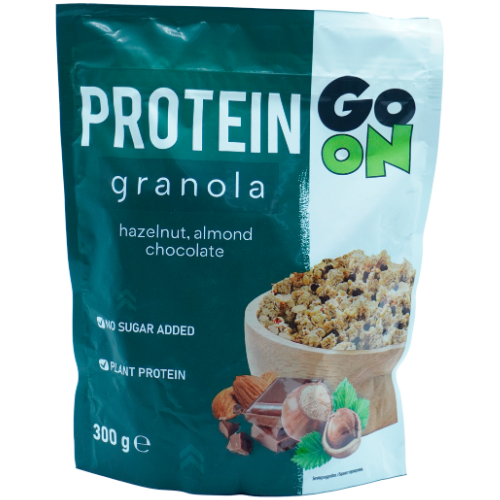 PROTEIN
GO
ON
granola
hazelnut, almond
chocolate
NO SUGAR ADDED
PLANT PROTEIN
300 g e